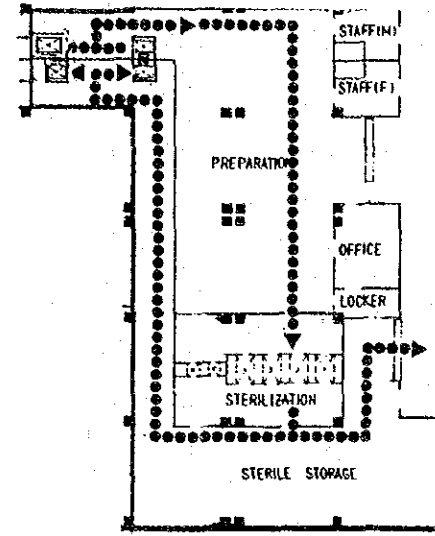 STAFF(M)
STAFF(F)
PREPARATION
OFFICE
LOCKER
STERILIZATION
STERILE STORAGE